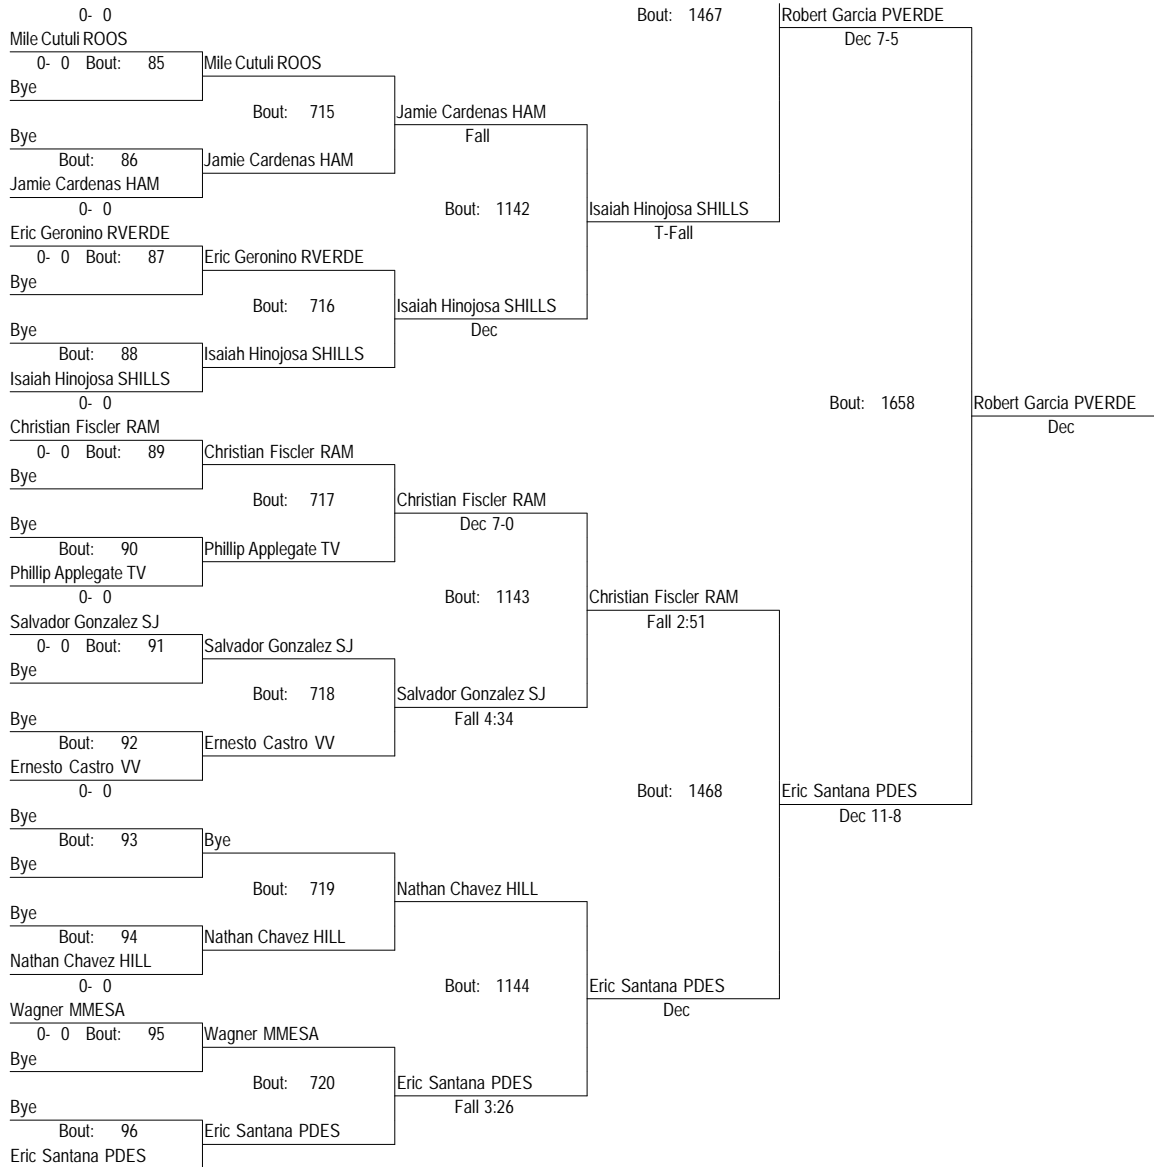 0- 0 Bout: 1467 Robert Garcia PVERDE
Mile Cutuli ROOS Dec 7-5
0- 0 Bout: 85 Mile Cutuli ROOS
Bye
Bout: 715 Jamie Cardenas HAM
Bye Fall
Bout: 86 Jamie Cardenas HAM
Jamie Cardenas HAM
0- 0 Bout: 1142 Isaiah Hinojosa SHILLS
Eric Geronino RVERDE T-Fall
0- 0 Bout: 87 Eric Geronino RVERDE
Bye
Bout: 716 Isaiah Hinojosa SHILLS
Bye Dec
Bout: 88 Isaiah Hinojosa SHILLS
Isaiah Hinojosa SHILLS
0- 0 Bout: 1658 Robert Garcia PVERDE
Christian Fiscler RAM Dec
0- 0 Bout: 89 Christian Fiscler RAM
Bye
Bout: 717 Christian Fiscler RAM
Bye Dec 7-0
Bout: 90 Phillip Applegate TV
Phillip Applegate TV
0- 0 Bout: 1143 Christian Fiscler RAM
Salvador Gonzalez SJ Fall 2:51
0- 0 Bout: 91 Salvador Gonzalez SJ
Bye
Bout: 718 Salvador Gonzalez SJ
Bye Fall 4:34
Bout: 92 Ernesto Castro VV
Ernesto Castro VV
0- 0 Bout: 1468 Eric Santana PDES
Bye Dec 11-8
Bout: 93 Bye
Bye
Bout: 719 Nathan Chavez HILL
Bye
Bout: 94 Nathan Chavez HILL
Nathan Chavez HILL
0- 0 Bout: 1144 Eric Santana PDES
Wagner MMESA Dec
0- 0 Bout: 95 Wagner MMESA
Bye
Bout: 720 Eric Santana PDES
Bye Fall 3:26
Bout: 96 Eric Santana PDES
Eric Santana PDES